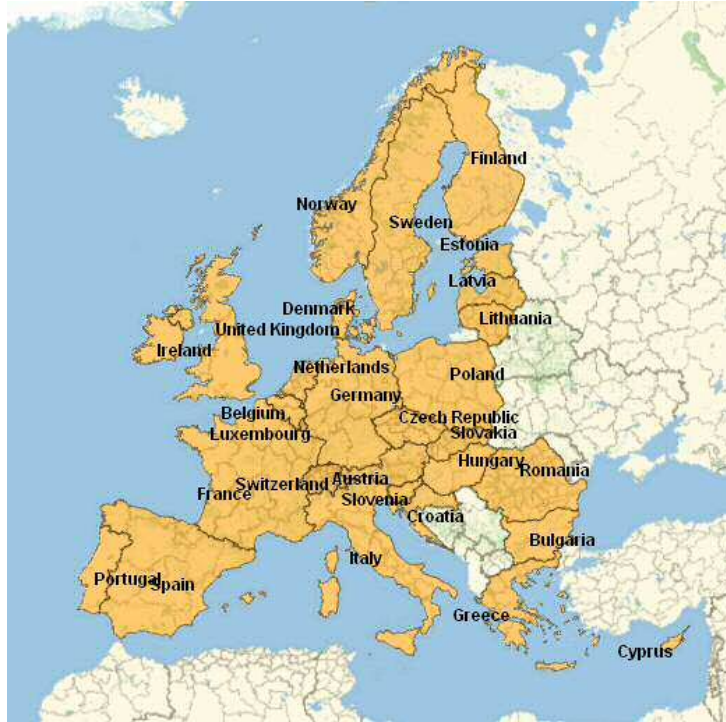 Finland
Norway
Sweden
Estonia
Latvia
Denmark
Lithuania
United Kingdom
Ireland
Netherlands
Poland
Germany
Belgium
Czech Republic
Luxembourg
Slovakia
Hungary
Romania
Austria
Switzerland
France
Slovenia
Croatia
Bulgaria
Italy
Portugal
Spain
Greece
Cyprus